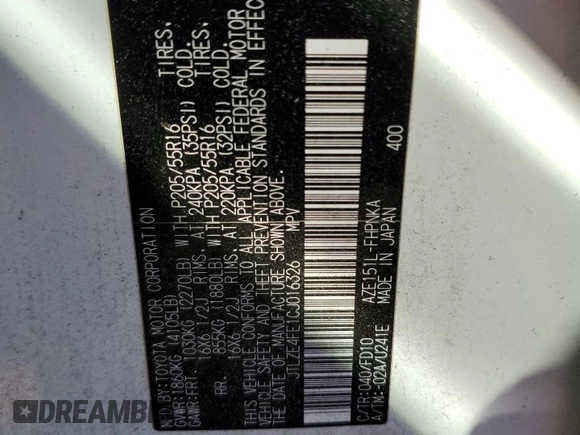 MFD.BY:TOYOTA MOTOR CORPORATION
GVWR:1860KG (4105LB)
GAWR:FRT 1030KG (2270LB) WITH P205/55R16 TIRES,
16X6 1/2J RIMS, AT 240KPA (35PSI) COLD.
RR. 855KG (1880LB) WITH P205/55R16 TIRES,
16X6 1/2J RIMS, AT 220KPA (32PSI) COLD.
THIS VEHICLE CONFORMS TO ALL APPLICABLE FEDERAL MOTOR
VEHICLE SAFETY AND THEFT PREVENTION STANDARDS IN EFFECT
THE DATE OF MANUFACTURE SHOWN ABOVE.
JTLZE4FE1CJ016326 MPV
C/TR:040/FD10 AZE151L-FHPNKA
A/TM:-02A/U241E MADE IN JAPAN
400
DREAMBI